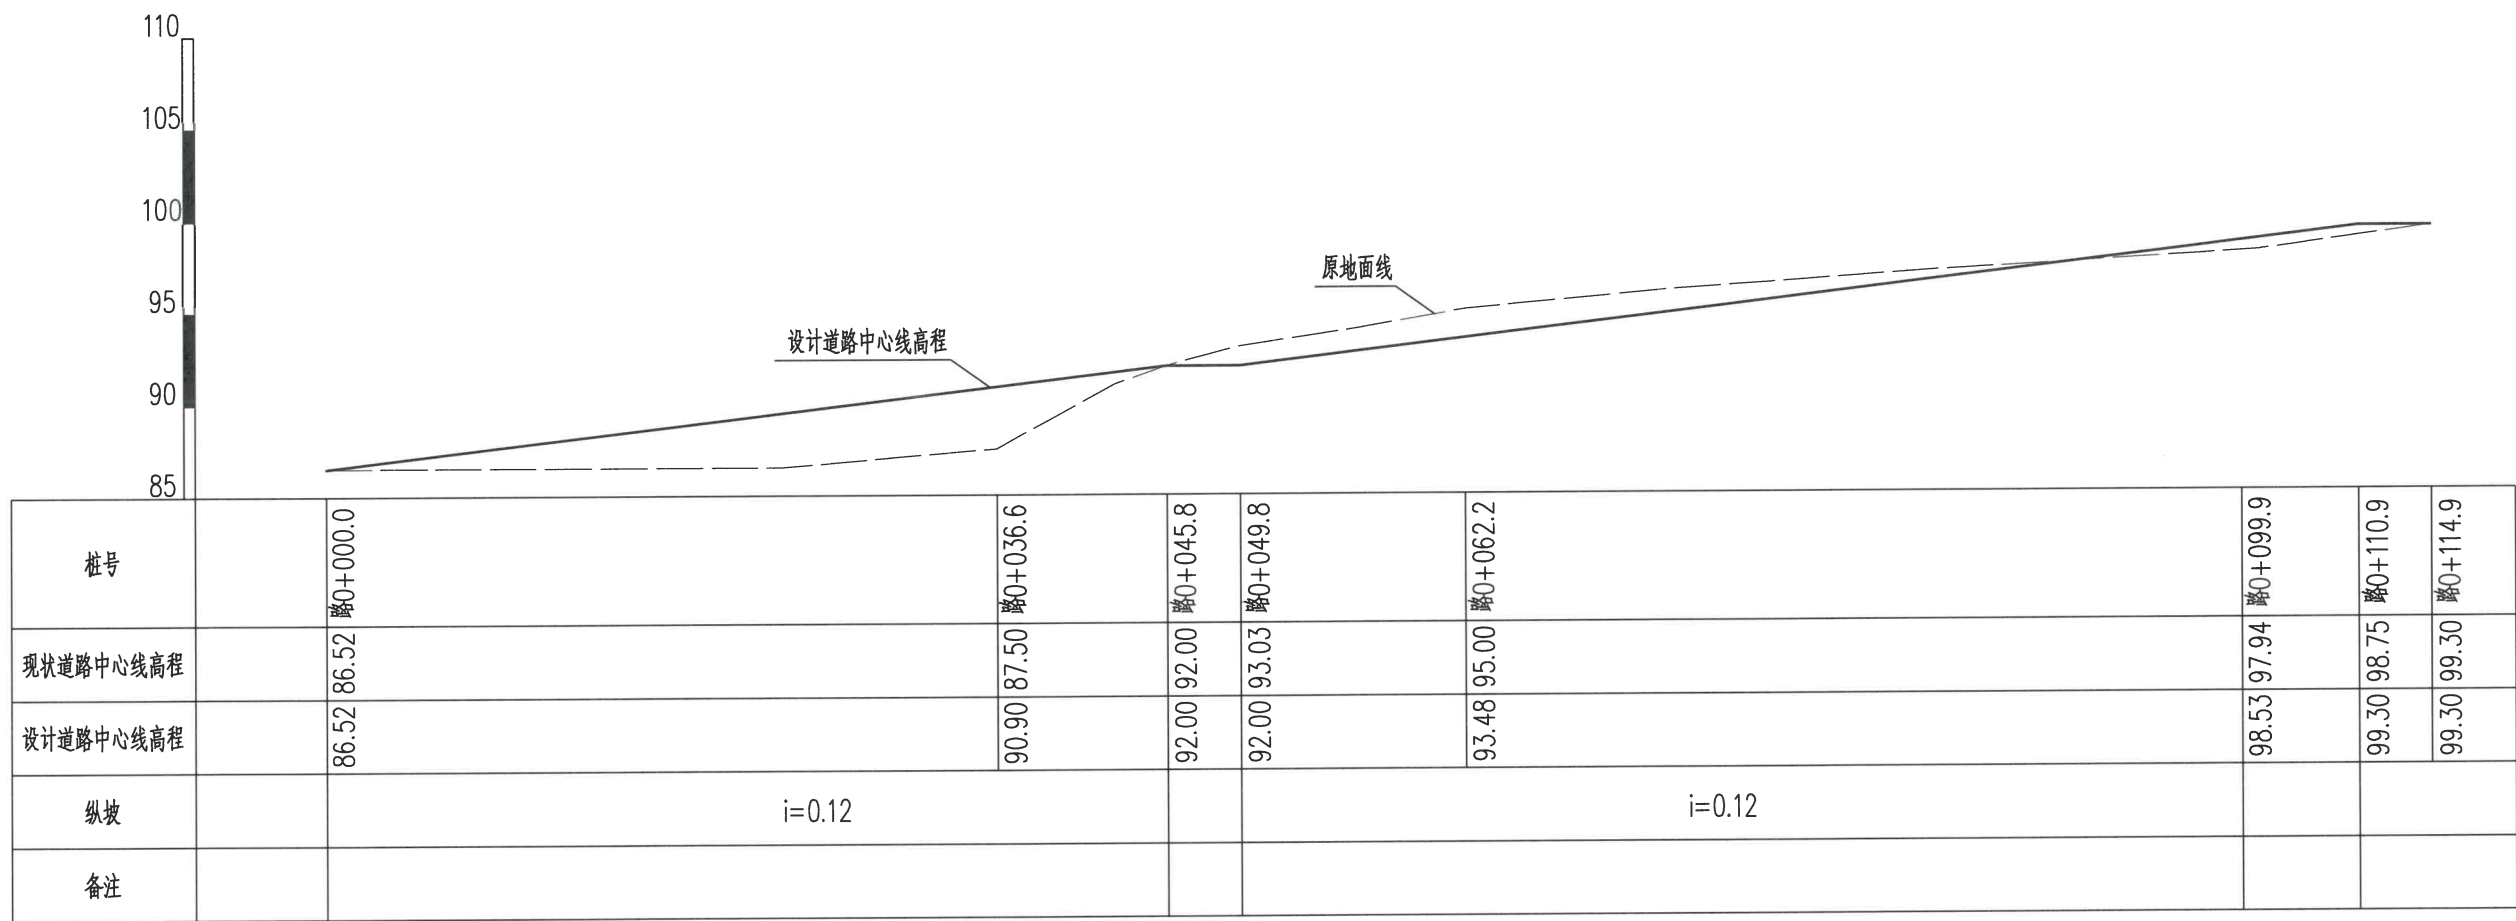 110
105
100
95
90
85
原地面线
设计道路中心线高程
桩号 路0+000.0 路0+036.6 路0+045.8 路0+049.8 路0+062.2 路0+099.9 路0+110.9 路0+114.9
现状道路中心线高程 86.52 87.50 92.00 93.03 95.00 97.94 98.75 99.30
设计道路中心线高程 86.52 90.90 92.00 92.00 93.48 98.53 99.30 99.30
纵坡 i=0.12 i=0.12
备注